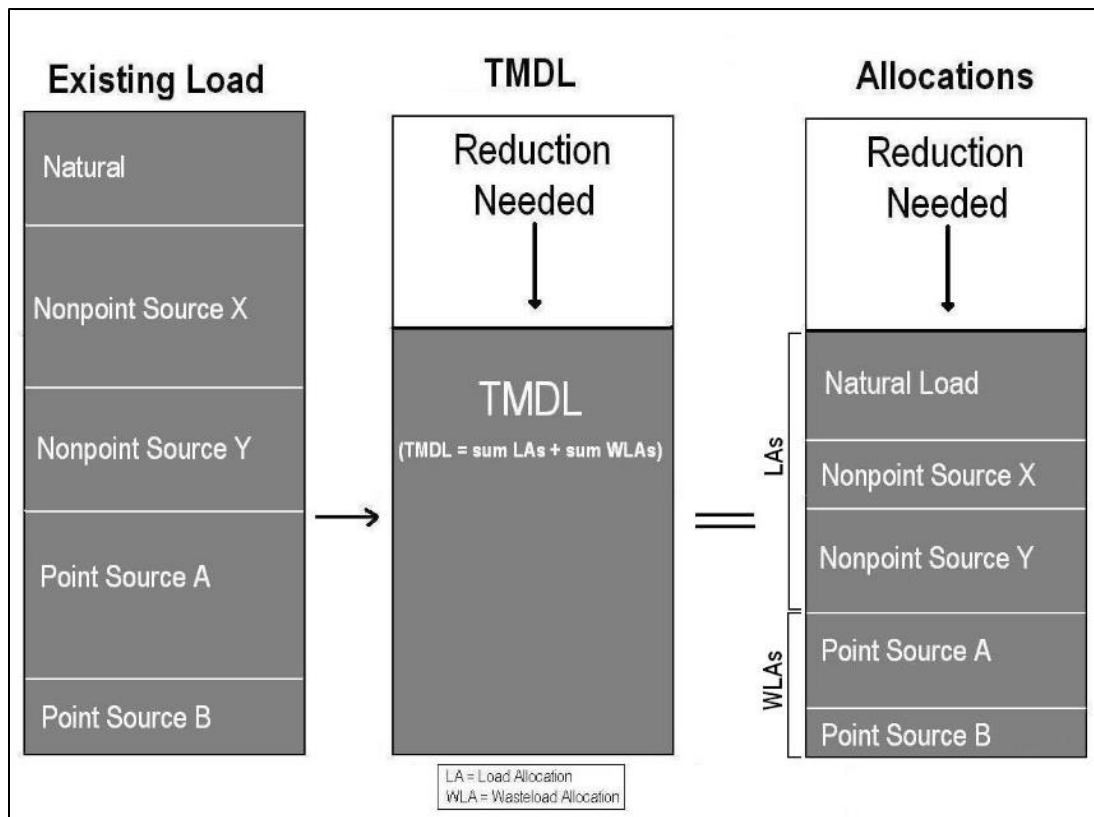 Existing Load
Natural
Nonpoint Source X
Nonpoint Source Y
Point Source A
Point Source B
TMDL
Reduction
Needed
TMDL
(TMDL = sum LAs + sum WLAs)
Allocations
Reduction
Needed
LAs
Natural Load
Nonpoint Source X
Nonpoint Source Y
WLAs
Point Source A
Point Source B
LA = Load Allocation
WLA = Wasteload Allocation